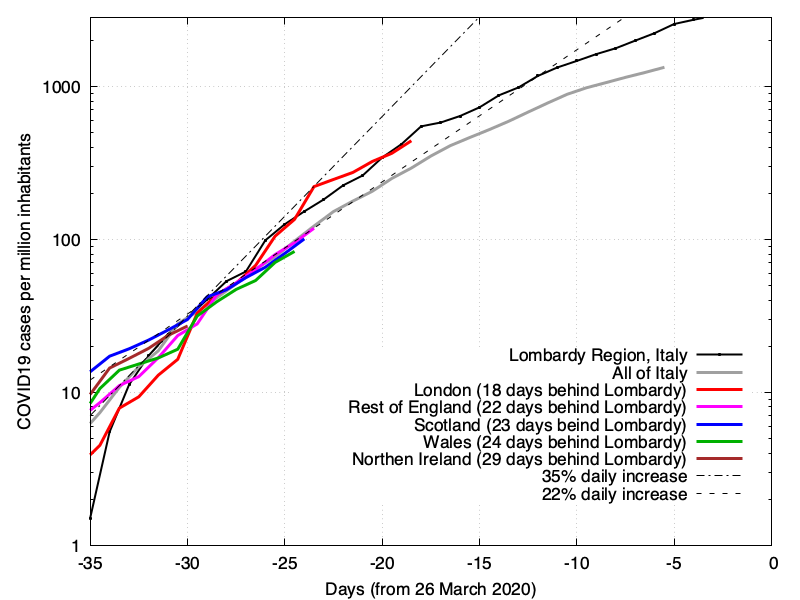 COVID19 cases per million inhabitants
1000
100
10
1
Lombardy Region, Italy
All of Italy
London (18 days behind Lombardy)
Rest of England (22 days behind Lombardy)
Scotland (23 days beind Lombardy)
Wales (24 days behind Lombardy)
Northen Ireland (29 days behind Lombardy)
35% daily increase
22% daily increase
-35 -30 -25 -20 -15 -10 -5 0
Days (from 26 March 2020)